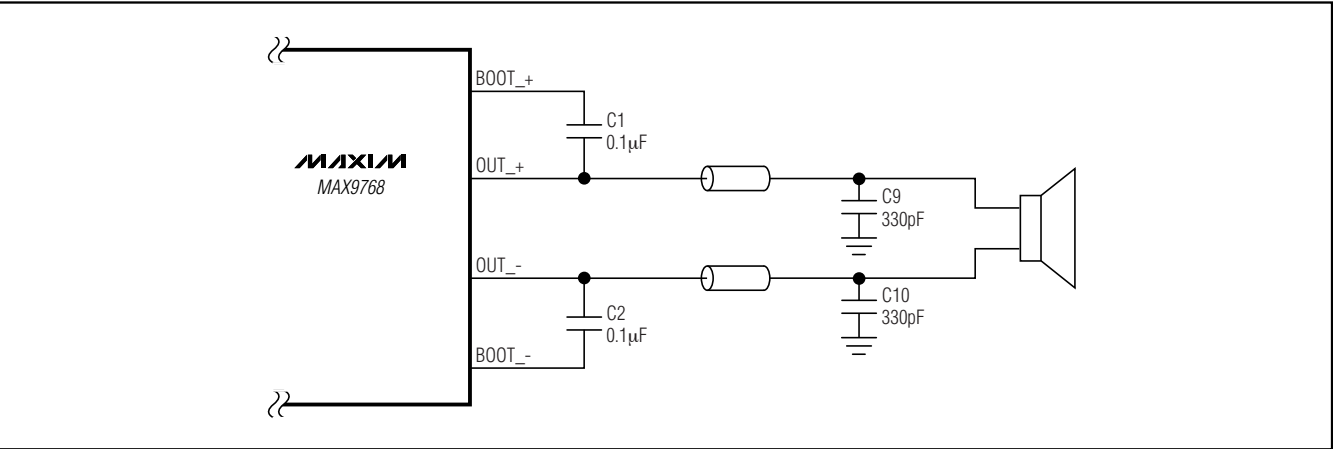 BOOT_+
C1
0.1μF
MAXIM
MAX9768
OUT_+
C9
330pF
OUT_-
C2
0.1μF
C10
330pF
BOOT_-